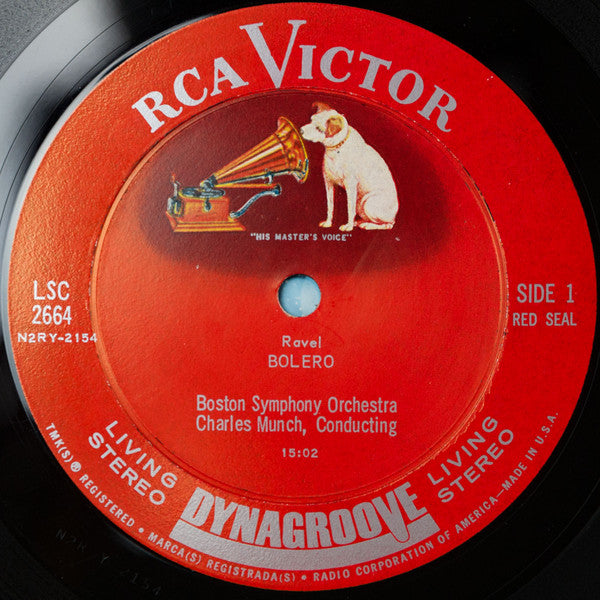 RCA VICTOR
"HIS MASTER'S VOICE"
LSC
2664
N2RY-2154
SIDE 1
RED SEAL
Ravel
BOLERO
Boston Symphony Orchestra
Charles Munch, Conducting
15:02
LIVING
STEREO
DYNAGROOVE
LIVING
STEREO
TMK(S) ® REGISTERED • MARCA(S) REGISTRADA(S) • RADIO CORPORATION OF AMERICA—MADE IN U.S.A.